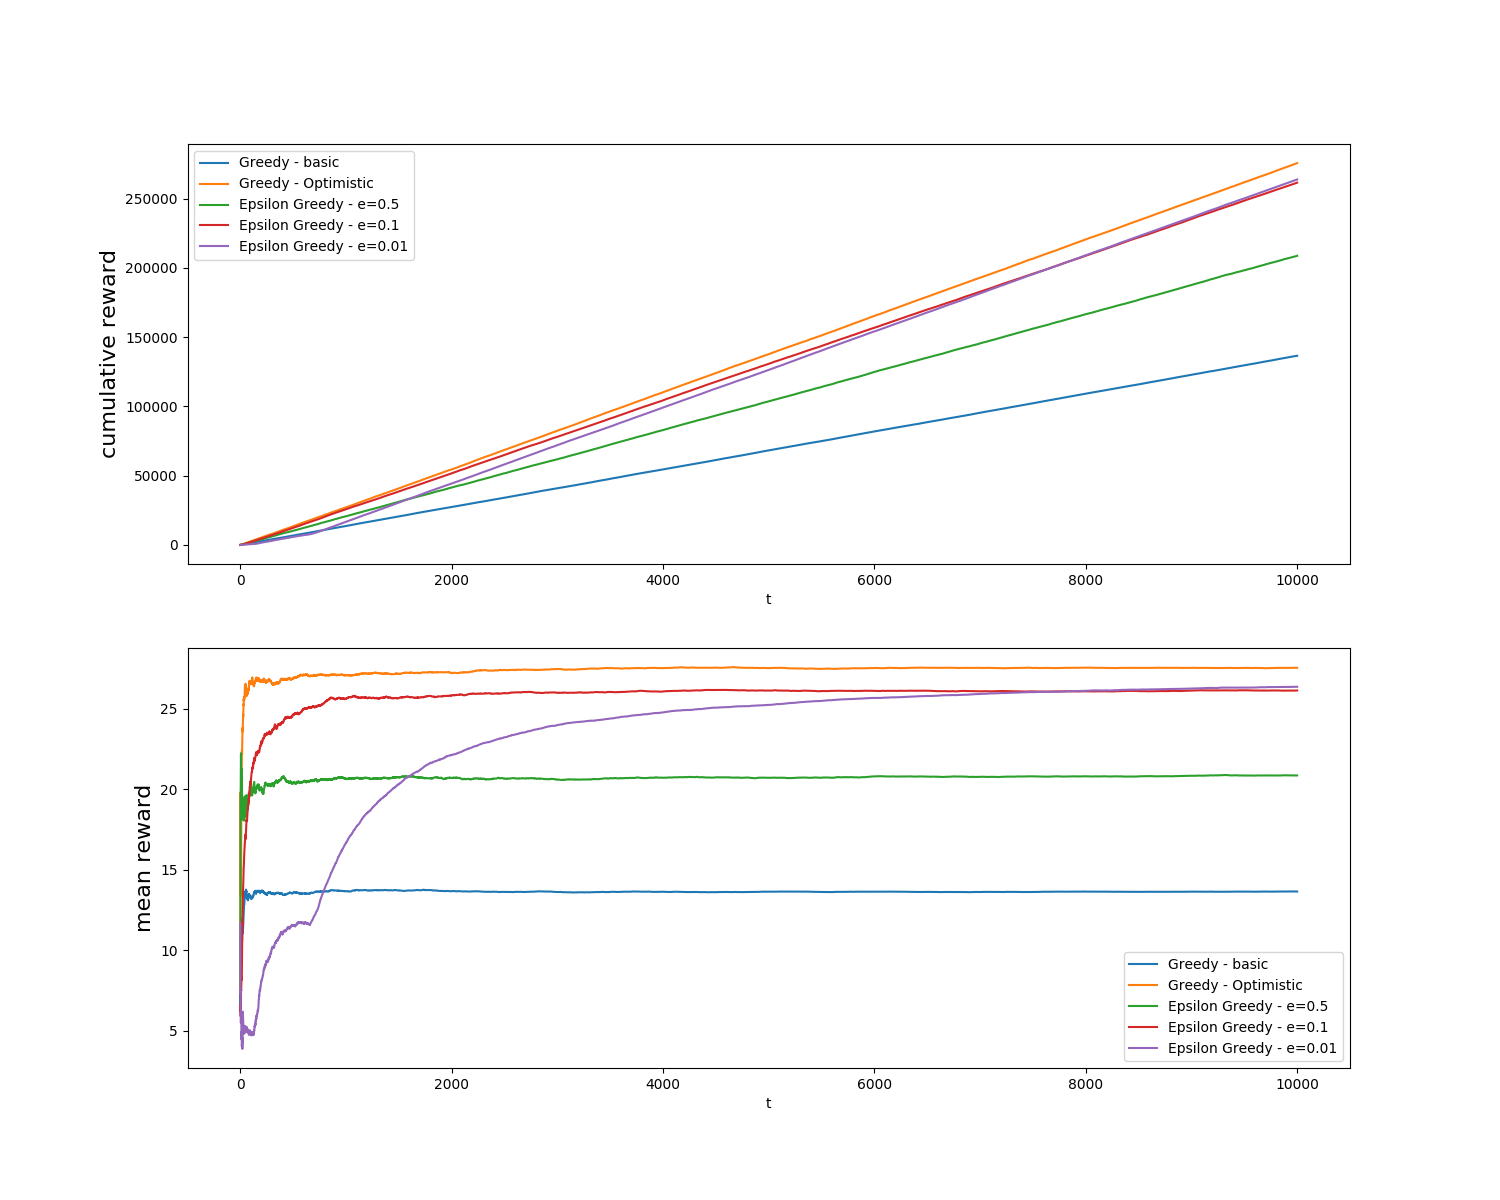 Greedy - basic
Greedy - Optimistic
Epsilon Greedy - e=0.5
Epsilon Greedy - e=0.1
Epsilon Greedy - e=0.01
cumulative reward
250000
200000
150000
100000
50000
0
0 2000 4000 6000 8000 10000
t
mean reward
25
20
15
10
5
Greedy - basic
Greedy - Optimistic
Epsilon Greedy - e=0.5
Epsilon Greedy - e=0.1
Epsilon Greedy - e=0.01
0 2000 4000 6000 8000 10000
t